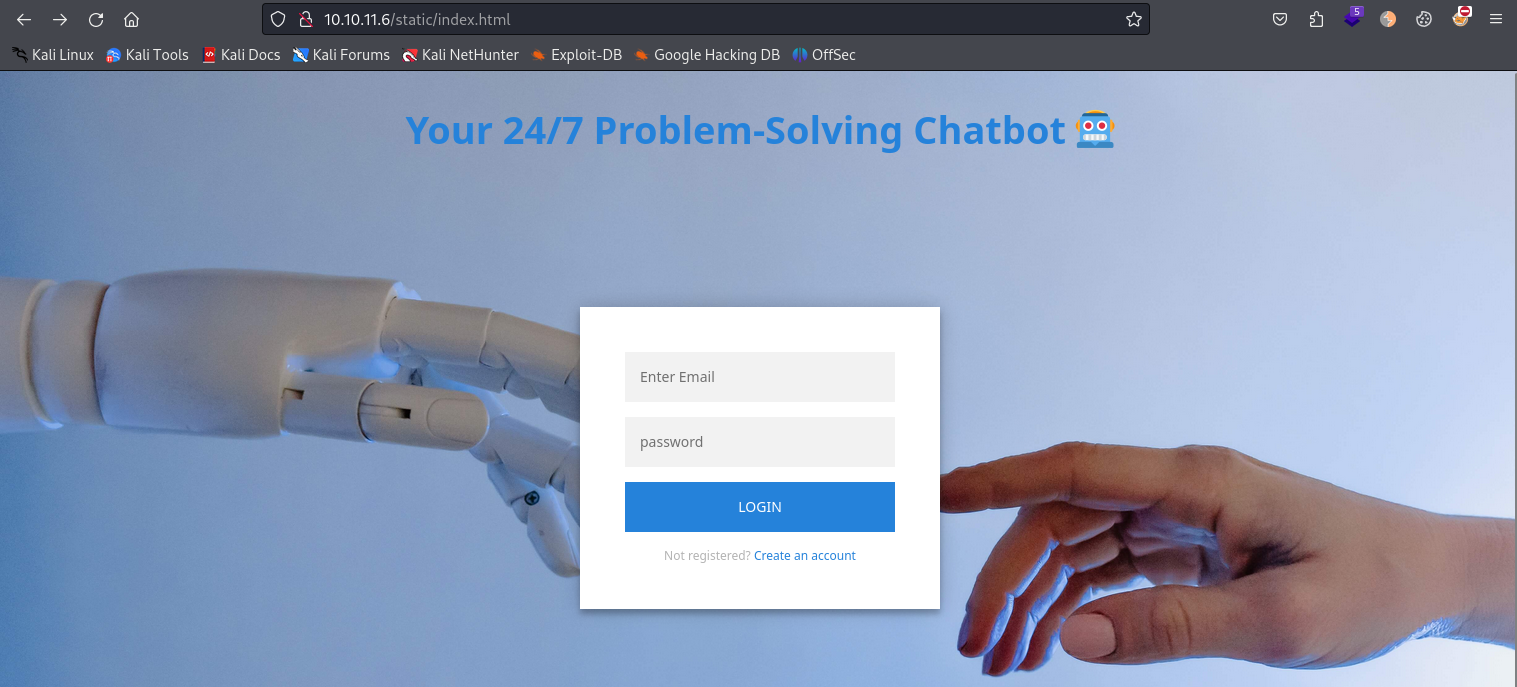 10.10.11.6/static/index.html
5
Kali Linux Kali Tools Kali Docs Kali Forums Kali NetHunter Exploit-DB Google Hacking DB OffSec
Your 24/7 Problem-Solving Chatbot
Enter Email
password
LOGIN
Not registered? Create an account